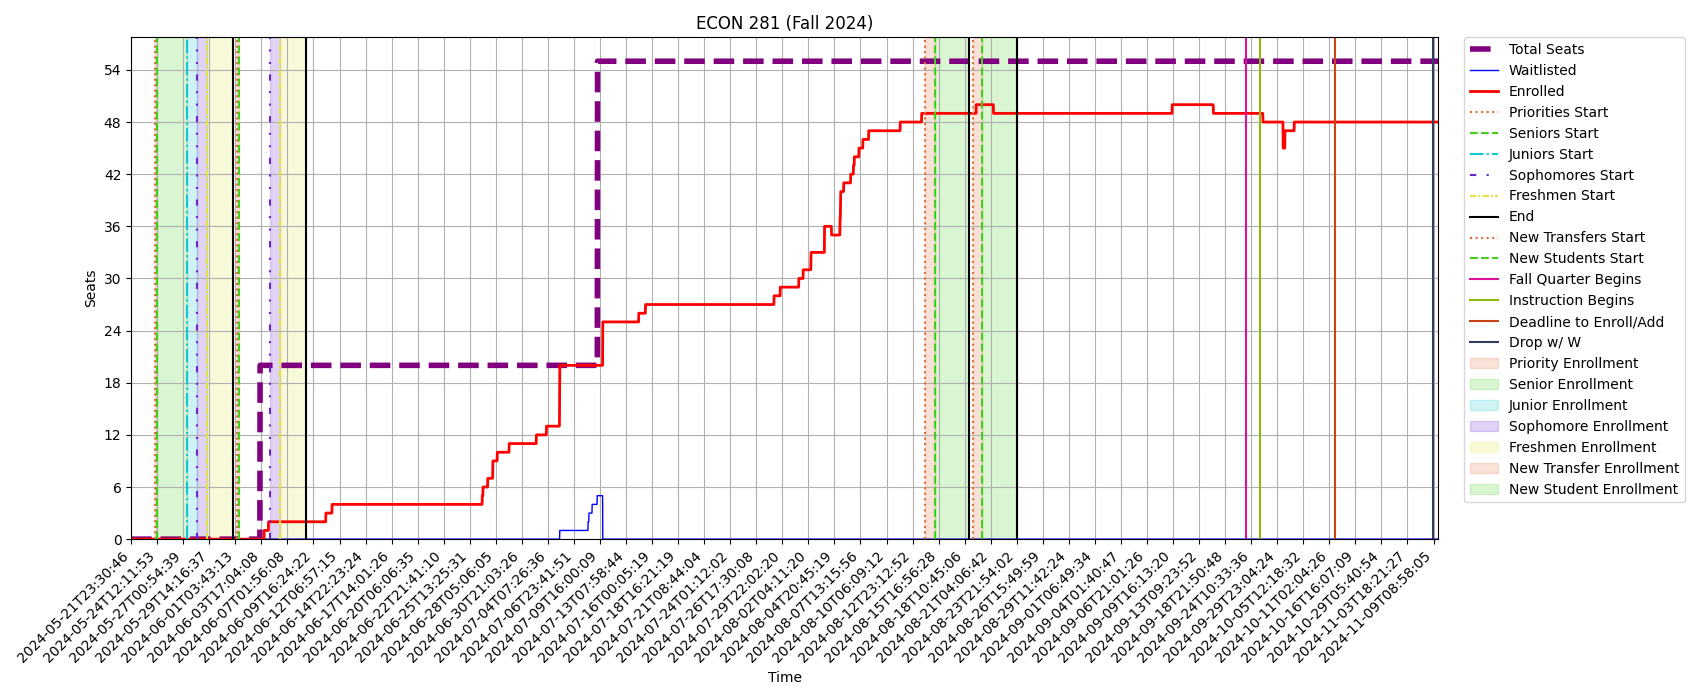 ECON 281 (Fall 2024)
Seats
54
48
42
36
30
24
18
12
6
0
2024-05-21T23:30:46
2024-05-24T12:11:53
2024-05-27T00:54:39
2024-05-29T14:16:37
2024-06-01T03:43:13
2024-06-03T17:04:08
2024-06-07T01:56:08
2024-06-09T16:24:22
2024-06-12T06:57:15
2024-06-14T22:23:24
2024-06-17T14:01:26
2024-06-20T06:06:35
2024-06-22T21:41:10
2024-06-25T13:25:31
2024-06-28T05:06:05
2024-06-30T21:03:26
2024-07-04T07:26:36
2024-07-06T23:41:51
2024-07-09T16:00:09
2024-07-13T07:58:44
2024-07-16T00:05:19
2024-07-18T16:21:19
2024-07-21T08:44:04
2024-07-24T01:12:02
2024-07-26T17:30:08
2024-07-29T22:02:20
2024-08-02T04:11:20
2024-08-04T20:45:19
2024-08-07T13:15:56
2024-08-10T06:09:12
2024-08-12T23:12:52
2024-08-15T16:56:28
2024-08-18T10:45:06
2024-08-21T04:06:42
2024-08-23T21:54:02
2024-08-26T15:49:59
2024-08-29T11:42:24
2024-09-01T06:49:34
2024-09-04T01:40:47
2024-09-06T21:01:26
2024-09-13T09:13:20
2024-09-13T09:23:52
2024-09-18T21:50:48
2024-09-24T10:33:36
2024-09-29T23:04:24
2024-10-05T12:18:32
2024-10-11T02:04:26
2024-10-16T16:07:09
2024-10-29T05:40:54
2024-11-03T18:21:27
2024-11-09T08:58:05
Time
Total Seats
Waitlisted
Enrolled
Priorities Start
Seniors Start
Juniors Start
Sophomores Start
Freshmen Start
End
New Transfers Start
New Students Start
Fall Quarter Begins
Instruction Begins
Deadline to Enroll/Add
Drop w/ W
Priority Enrollment
Senior Enrollment
Junior Enrollment
Sophomore Enrollment
Freshmen Enrollment
New Transfer Enrollment
New Student Enrollment